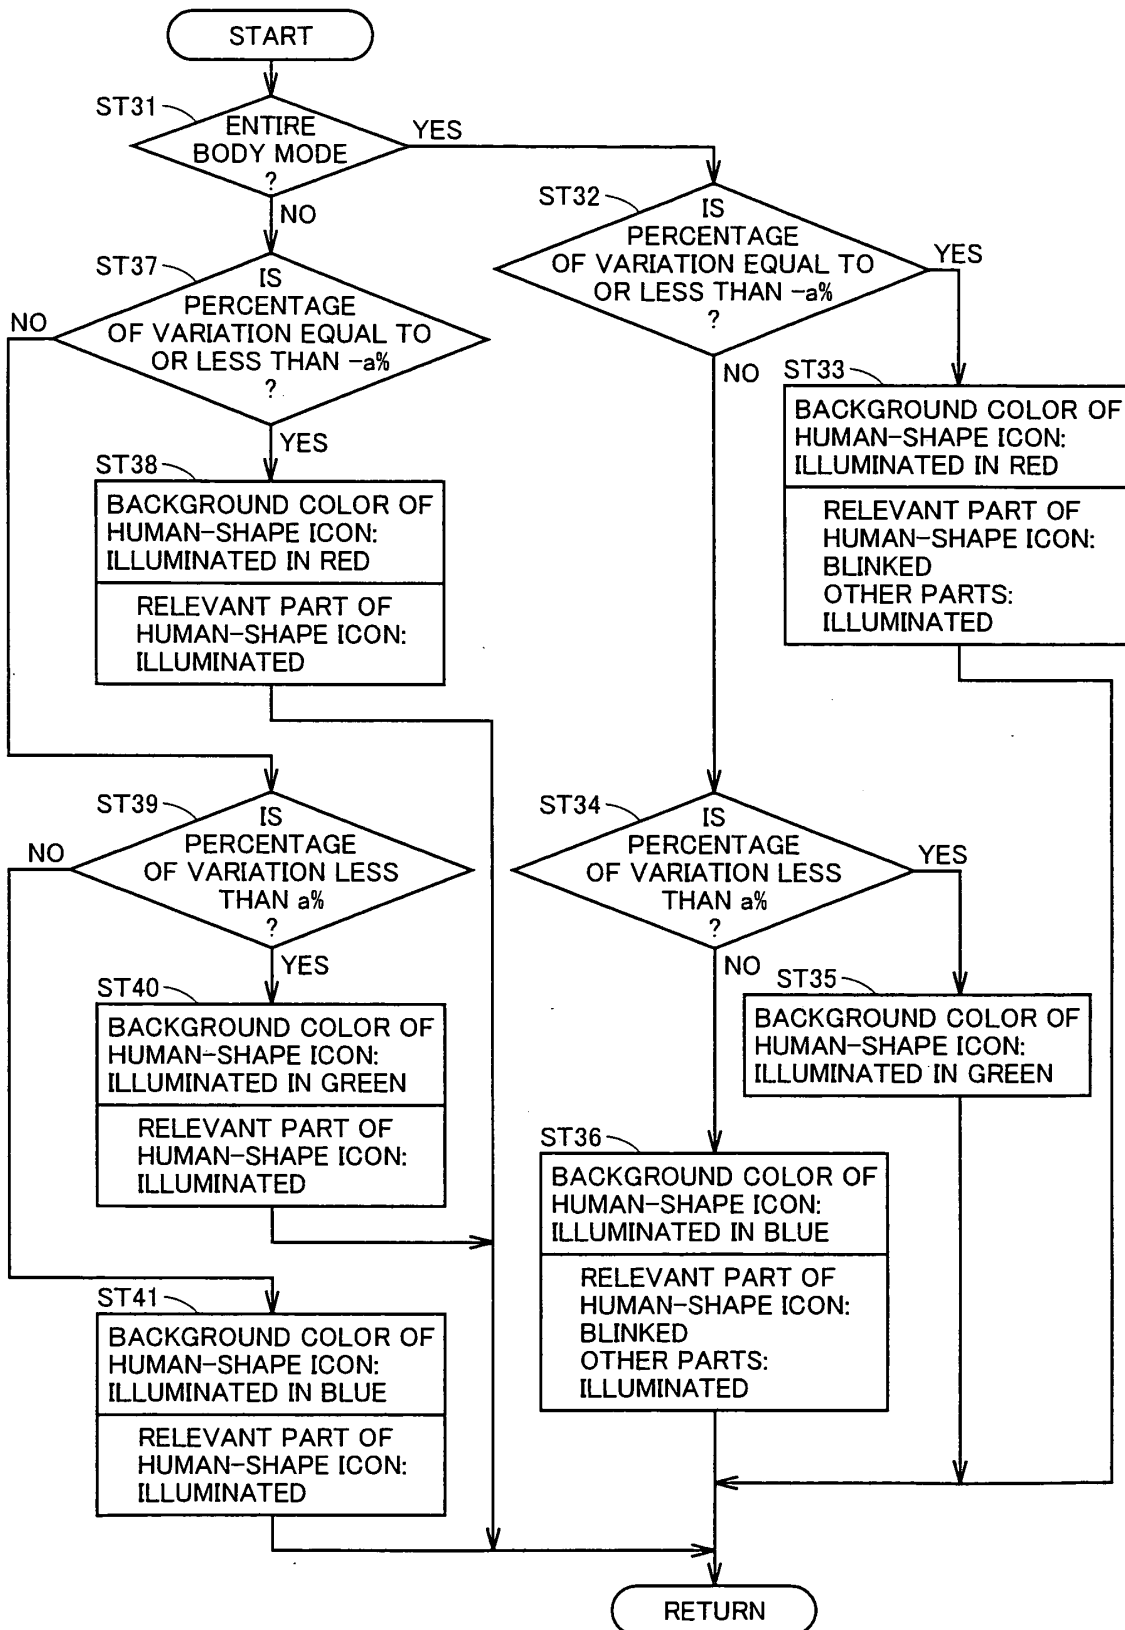 START
ST31
ENTIRE
BODY MODE
?
YES
NO
ST32
IS
PERCENTAGE
OF VARIATION EQUAL TO
OR LESS THAN −a%
?
YES
NO
ST37
IS
PERCENTAGE
OF VARIATION EQUAL TO
OR LESS THAN −a%
?
NO
YES
ST33
BACKGROUND COLOR OF
HUMAN−SHAPE ICON:
ILLUMINATED IN RED
RELEVANT PART OF
HUMAN−SHAPE ICON:
BLINKED
OTHER PARTS:
ILLUMINATED
ST38
BACKGROUND COLOR OF
HUMAN−SHAPE ICON:
ILLUMINATED IN RED
RELEVANT PART OF
HUMAN−SHAPE ICON:
ILLUMINATED
ST39
IS
PERCENTAGE
OF VARIATION LESS
THAN a%
?
NO
YES
ST34
IS
PERCENTAGE
OF VARIATION LESS
THAN a%
?
YES
NO
ST40
BACKGROUND COLOR OF
HUMAN−SHAPE ICON:
ILLUMINATED IN GREEN
RELEVANT PART OF
HUMAN−SHAPE ICON:
ILLUMINATED
ST35
BACKGROUND COLOR OF
HUMAN−SHAPE ICON:
ILLUMINATED IN GREEN
ST36
BACKGROUND COLOR OF
HUMAN−SHAPE ICON:
ILLUMINATED IN BLUE
RELEVANT PART OF
HUMAN−SHAPE ICON:
BLINKED
OTHER PARTS:
ILLUMINATED
ST41
BACKGROUND COLOR OF
HUMAN−SHAPE ICON:
ILLUMINATED IN BLUE
RELEVANT PART OF
HUMAN−SHAPE ICON:
ILLUMINATED
RETURN